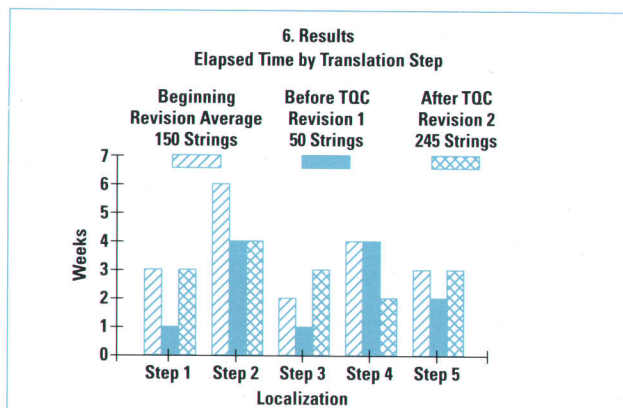 6. Results
Elapsed Time by Translation Step
Beginning
Revision Average
150 Strings
Before TQC
Revision 1
50 Strings
After TQC
Revision 2
245 Strings
Weeks
7
6
5
4
3
2
1
0
Step 1 Step 2 Step 3 Step 4 Step 5
Localization